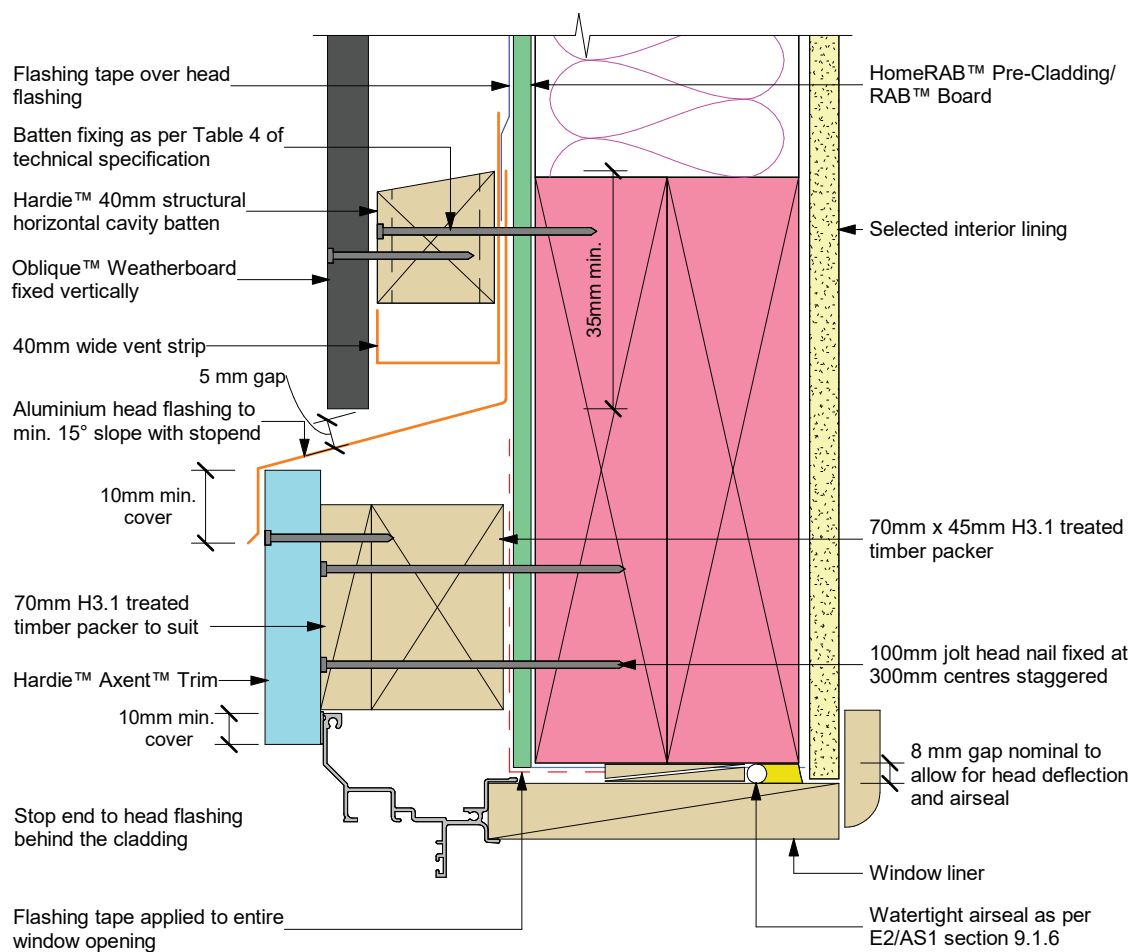 Flashing tape over head
flashing
Batten fixing as per Table 4 of
technical specification
Hardie™ 40mm structural
horizontal cavity batten
Oblique™ Weatherboard
fixed vertically
40mm wide vent strip
5 mm gap
Aluminium head flashing to
min. 15° slope with stopend
10mm min.
cover
70mm H3.1 treated
timber packer to suit
Hardie™ Axent™ Trim
10mm min.
cover
Stop end to head flashing
behind the cladding
Flashing tape applied to entire
window opening
35mm min.
HomeRAB™ Pre-Cladding/
RAB™ Board
Selected interior lining
70mm x 45mm H3.1 treated
timber packer
100mm jolt head nail fixed at
300mm centres staggered
8 mm gap nominal to
allow for head deflection
and airseal
Window liner
Watertight airseal as per
E2/AS1 section 9.1.6